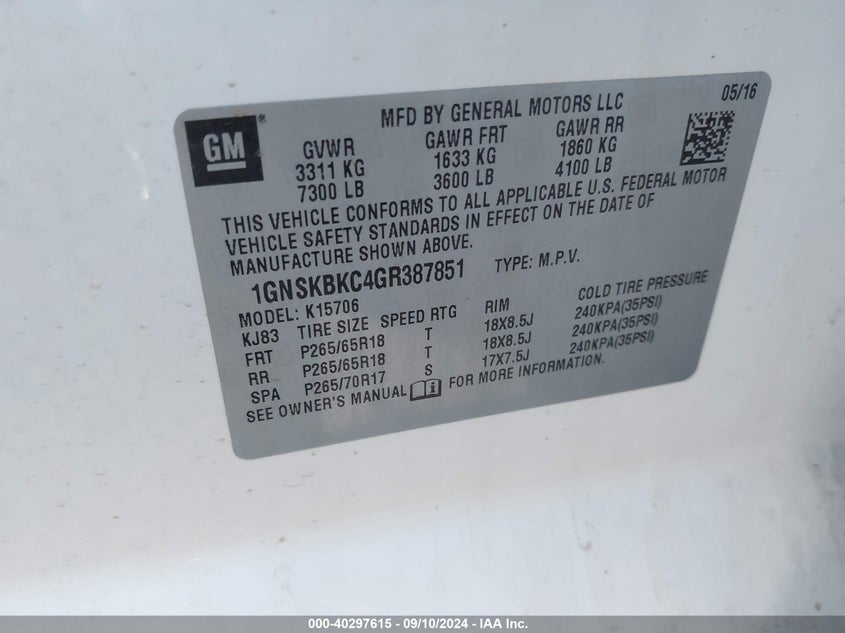 GM
MFD BY GENERAL MOTORS LLC
05/16
GVWR GAWR FRT GAWR RR
3311 KG 1633 KG 1860 KG
7300 LB 3600 LB 4100 LB
THIS VEHICLE CONFORMS TO ALL APPLICABLE U.S. FEDERAL MOTOR
VEHICLE SAFETY STANDARDS IN EFFECT ON THE DATE OF
MANUFACTURE SHOWN ABOVE.
1GNSKBKC4GR387851 TYPE: M.P.V.
MODEL: K15706
KJ83 TIRE SIZE SPEED RTG RIM COLD TIRE PRESSURE
FRT P265/65R18 T 18X8.5J 240KPA(35PSI)
RR P265/65R18 T 18X8.5J 240KPA(35PSI)
SPA P265/70R17 S 17X7.5J 240KPA(35PSI)
SEE OWNER'S MANUAL FOR MORE INFORMATION.
000-40297615 - 09/10/2024 - IAA Inc.